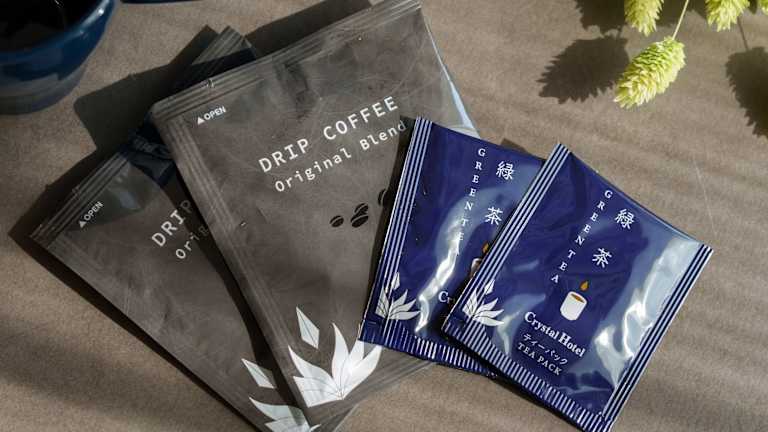 ▲OPEN
DRIP COFFEE
Original Blend
▲OPEN
DRIP
GREEN TEA
緑茶
GREEN TEA
緑茶
Crystal Hotel
ティーバック
TEA PACK